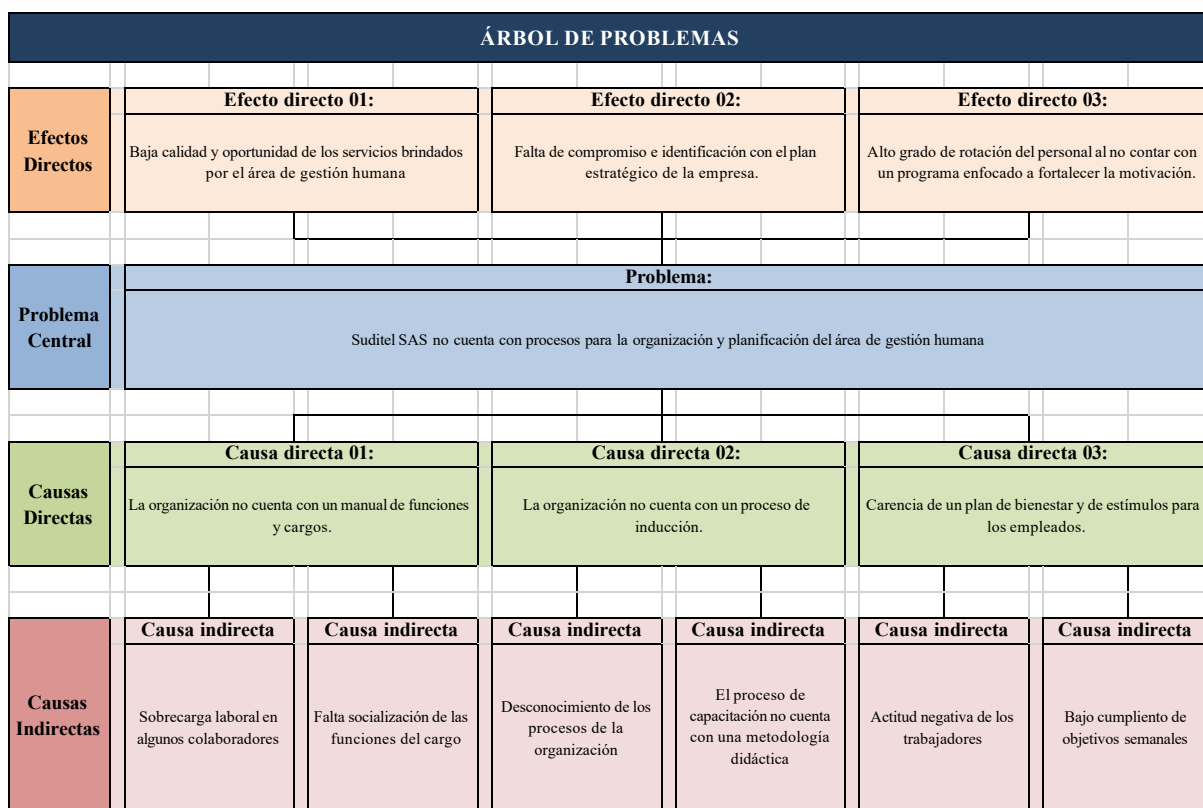 ÁRBOL DE PROBLEMAS
Efectos
Directos
Efecto directo 01:
Baja calidad y oportunidad de los servicios brindados
por el área de gestión humana
Efecto directo 02:
Falta de compromiso e identificación con el plan
estratégico de la empresa.
Efecto directo 03:
Alto grado de rotación del personal al no contar con
un programa enfocado a fortalecer la motivación.
Problema
Central
Problema:
Suditel SAS no cuenta con procesos para la organización y planificación del área de gestión humana
Causas
Directas
Causa directa 01:
La organización no cuenta con un manual de funciones
y cargos.
Causa directa 02:
La organización no cuenta con un proceso de
inducción.
Causa directa 03:
Carencia de un plan de bienestar y de estímulos para
los empleados.
Causas
Indirectas
Causa indirecta
Sobrecarga laboral en
algunos colaboradores
Causa indirecta
Falta socialización de las
funciones del cargo
Causa indirecta
Desconocimiento de los
procesos de la
organización
Causa indirecta
El proceso de
capacitación no cuenta
con una metodología
didáctica
Causa indirecta
Actitud negativa de los
trabajadores
Causa indirecta
Bajo cumpliento de
objetivos semanales